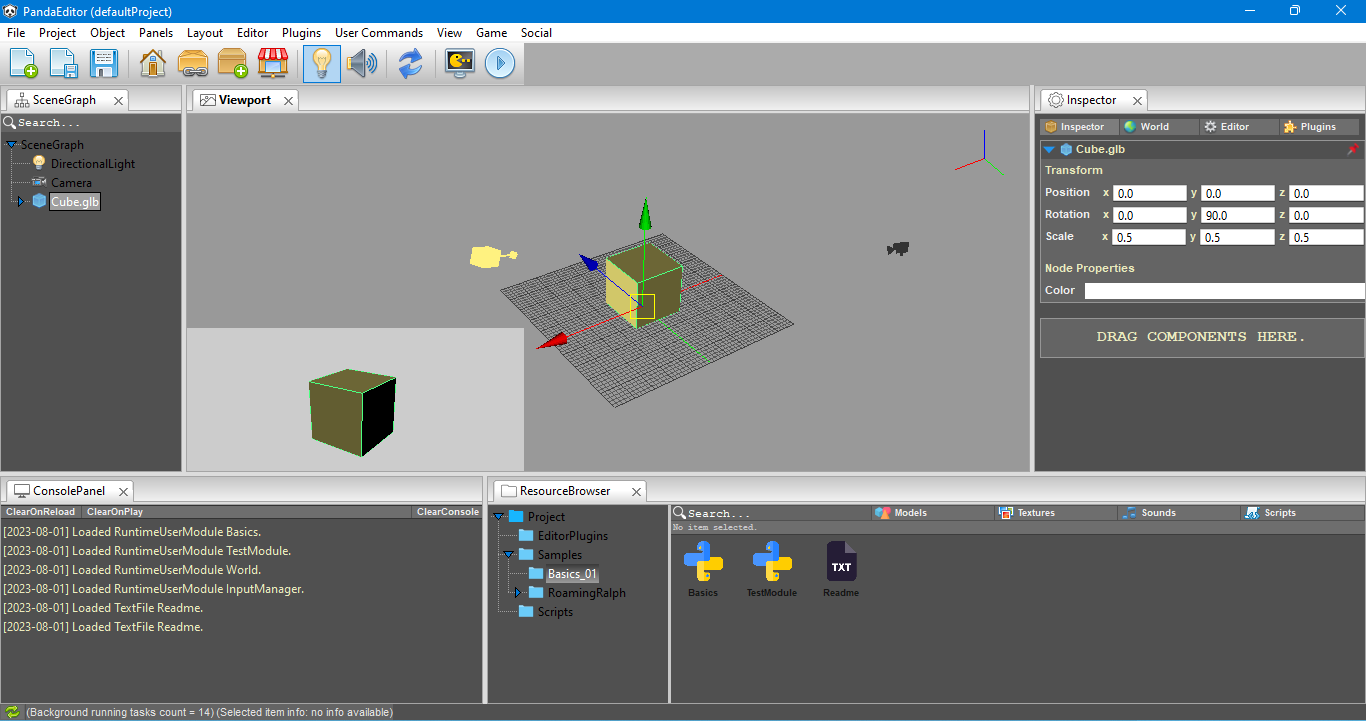 PandaEditor (defaultProject)
File Project Object Panels Layout Editor Plugins User Commands View Game Social
SceneGraph
Search...
SceneGraph
DirectionalLight
Camera
Cube.glb
Viewport
Inspector
Inspector World Editor Plugins
Cube.glb
Transform
Position x 0.0 y 0.0 z 0.0
Rotation x 0.0 y 90.0 z 0.0
Scale x 0.5 y 0.5 z 0.5
Node Properties
Color
DRAG COMPONENTS HERE.
ConsolePanel
ClearOnReload ClearOnPlay ClearConsole
[2023-08-01] Loaded RuntimeUserModule Basics.
[2023-08-01] Loaded RuntimeUserModule TestModule.
[2023-08-01] Loaded RuntimeUserModule World.
[2023-08-01] Loaded RuntimeUserModule InputManager.
[2023-08-01] Loaded TextFile Readme.
[2023-08-01] Loaded TextFile Readme.
ResourceBrowser
Project
EditorPlugins
Samples
Basics_01
RoamingRalph
Scripts
Search... Models Textures Sounds Scripts
No item selected.
TXT
Basics TestModule Readme
(Background running tasks count = 14) (Selected item info: no info available)